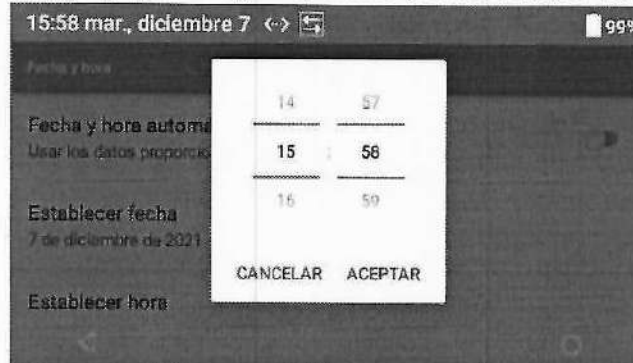 15:58 mar., diciembre 7 99%
Fecha y hora
Fecha y hora automá
Usar los datos proporcio
Establecer fecha
7 de diciembre de 2021
Establecer hora
14 57
15 : 58
16 59
CANCELAR ACEPTAR